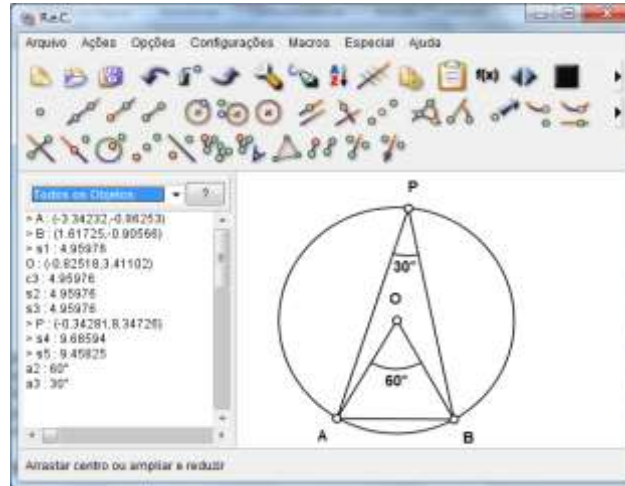 R.e.C.
Arquivo Ações Opções Configurações Macros Especial Ajuda
f(x)
Todos os Objetos
?
> A : (-3.34232,-0.86253)
> B : (1.61725,-0.90566)
> s1 : 4.95976
O : (-0.82518,3.41102)
c3 : 4.95976
s2 : 4.95976
s3 : 4.95976
> P : (-0.34281,8.34726)
> s4 : 9.68594
> s5 : 9.45825
a2 : 60°
a3 : 30°
P
30°
O
60°
A
B
Arrastar centro ou ampliar e reduzir